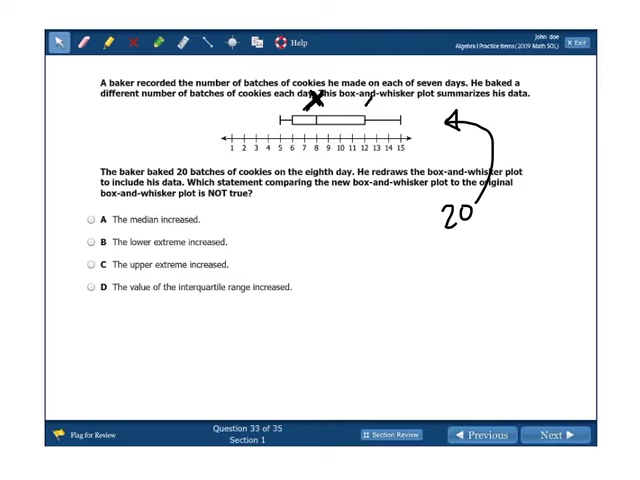 John doe
Algebra I Practice Items (2009 Math SOL)
Exit
Help
A baker recorded the number of batches of cookies he made on each of seven days. He baked a
different number of batches of cookies each day. This box-and-whisker plot summarizes his data.
1 2 3 4 5 6 7 8 9 10 11 12 13 14 15
The baker baked 20 batches of cookies on the eighth day. He redraws the box-and-whisker plot
to include his data. Which statement comparing the new box-and-whisker plot to the original
box-and-whisker plot is NOT true?
20
A The median increased.
B The lower extreme increased.
C The upper extreme increased.
D The value of the interquartile range increased.
Flag for Review
Question 33 of 35
Section 1
Section Review
Previous
Next